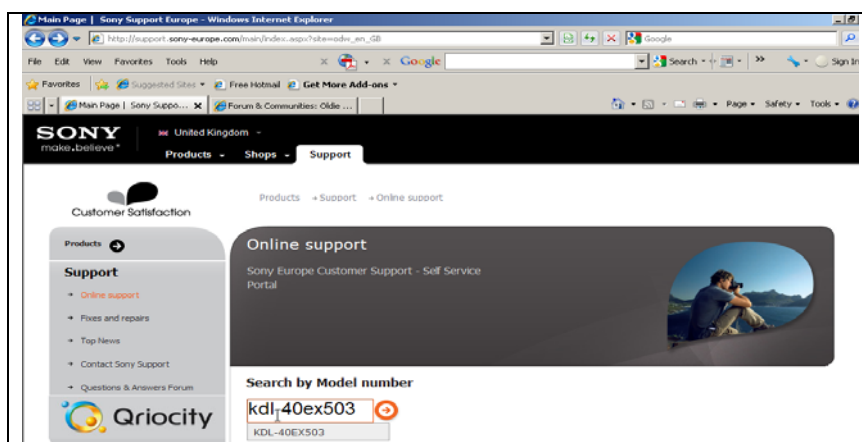 Main Page | Sony Support Europe - Windows Internet Explorer
http://support.sony-europe.com/main/index.aspx?site=odw_en_GB
Google
File Edit View Favorites Tools Help
Google
Search
Sign In
Favorites Suggested Sites Free Hotmail Get More Add-ons
Main Page | Sony Suppo... Forum & Communities: Oldie ...
Page Safety Tools
SONY
make.believe
United Kingdom
Products Shops Support
Customer Satisfaction
Products Support Online support
Products
Support
Online support
Fixes and repairs
Top News
Contact Sony Support
Questions & Answers Forum
Qriocity
Online support
Sony Europe Customer Support - Self Service
Portal
Search by Model number
kdl-40ex503
KDL-40EX503